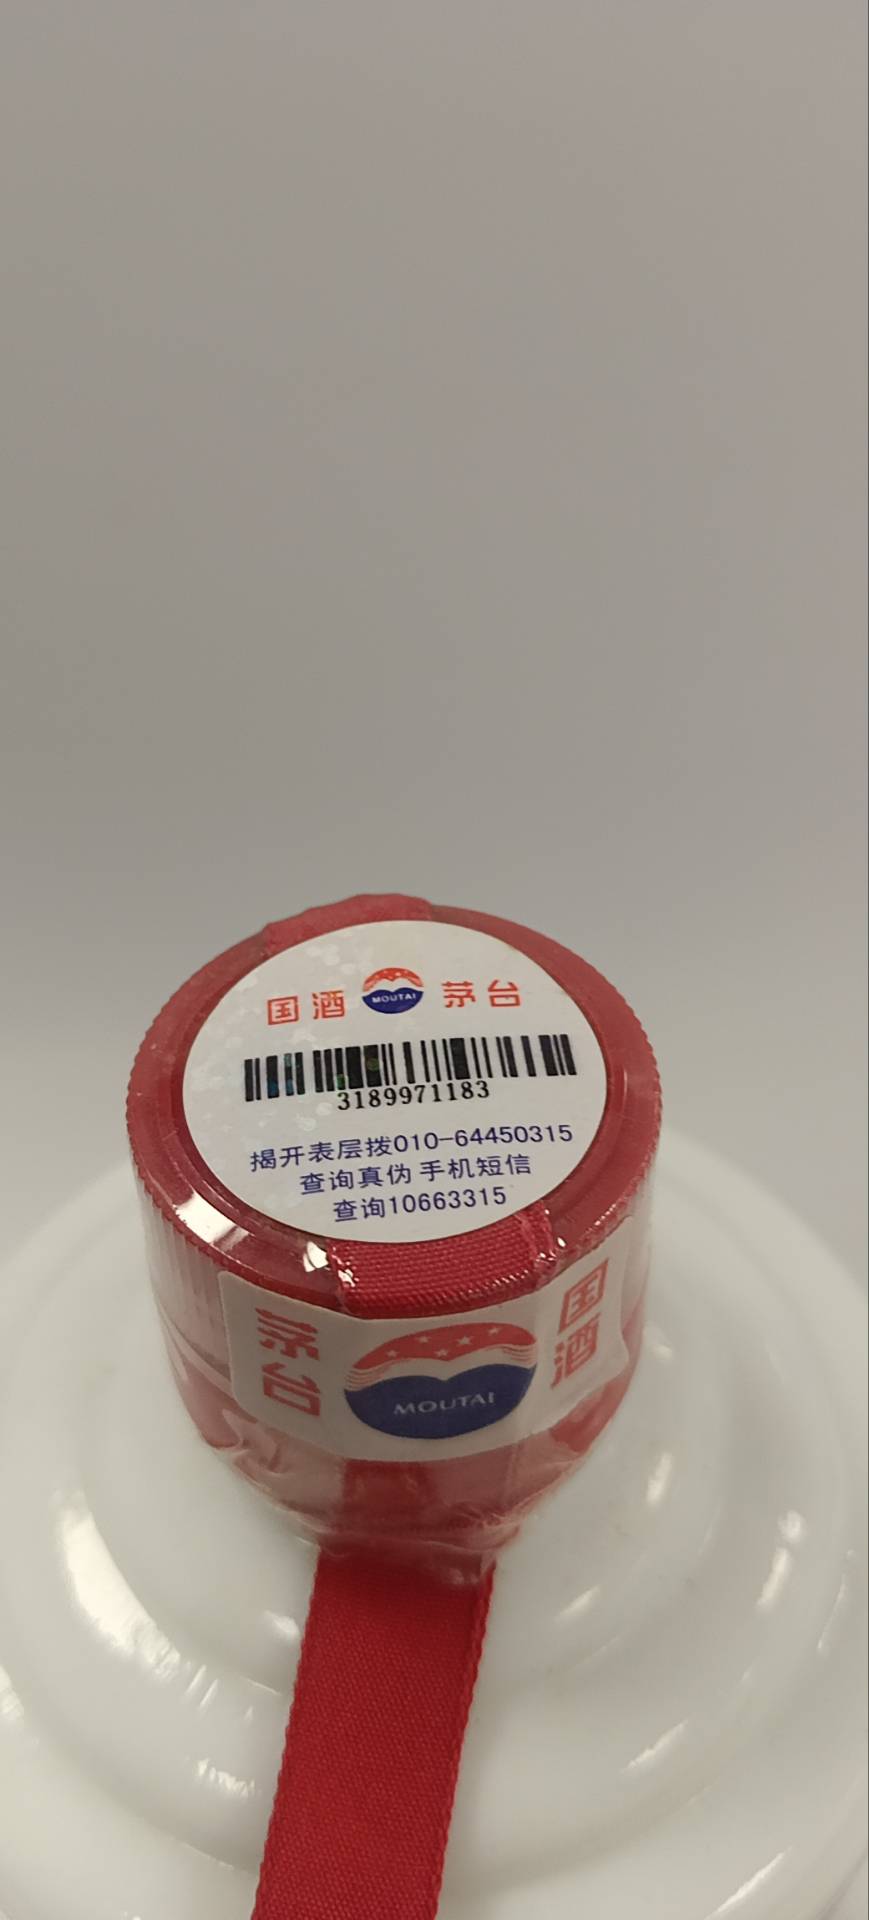 国酒 MOUTAI 茅台
3189971183
揭开表层拨010-64450315
查询真伪 手机短信
查询10663315
茅台 MOUTAI 国酒